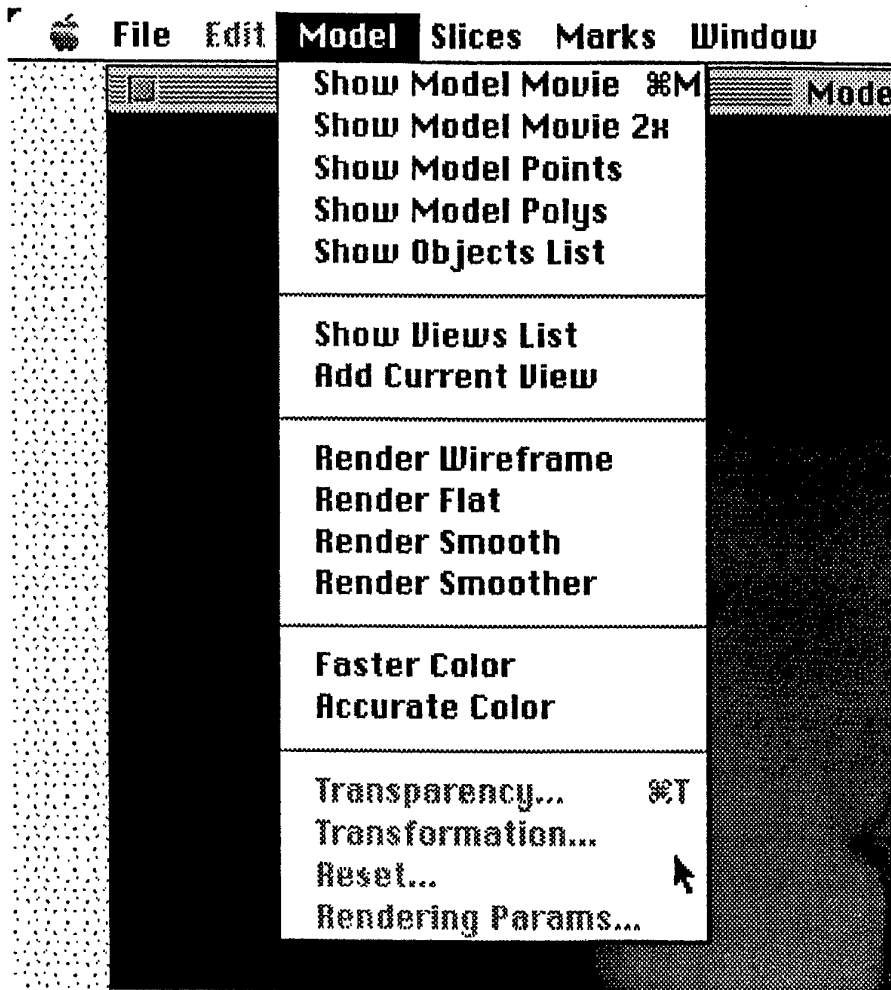 File Edit Model Slices Marks Window
Mode
Show Model Movie ⌘M
Show Model Movie 2x
Show Model Points
Show Model Polys
Show Objects List
Show Views List
Add Current View
Render Wireframe
Render Flat
Render Smooth
Render Smoother
Faster Color
Accurate Color
Transparency... ⌘T
Transformation...
Reset...
Rendering Params...